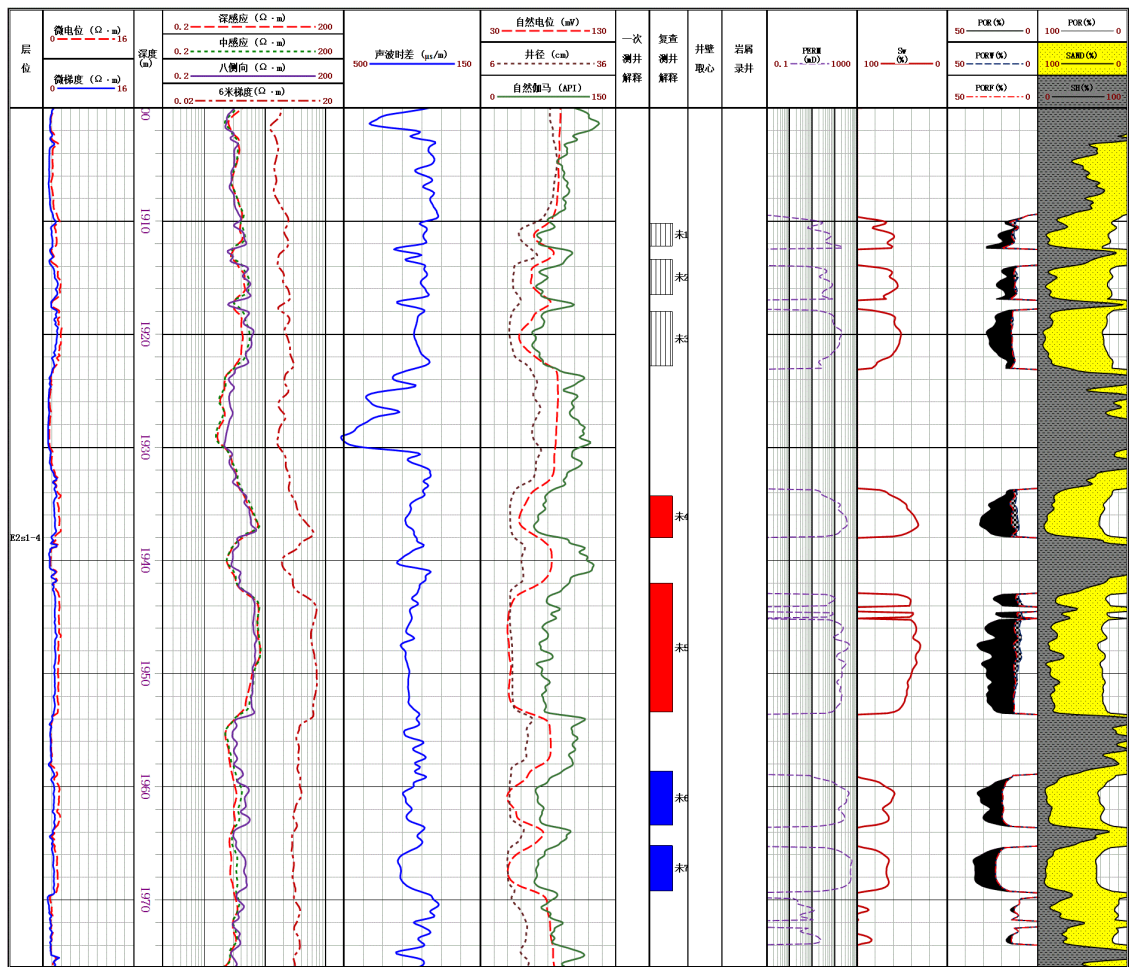 层
位
微电位 (Ω·m)
0 16
微梯度 (Ω·m)
0 16
深度
(m)
深感应 (Ω·m)
0.2 200
中感应 (Ω·m)
0.2 200
八侧向 (Ω·m)
0.2 200
6米梯度(Ω·m)
0.02 20
声波时差 (μs/m)
500 150
自然电位 (mV)
30 130
井径 (cm)
6 36
自然伽马 (API)
0 150
一次
测井
解释
复查
测井
解释
井壁
取心
岩屑
录井
PERM
(mD)
0.1 1000
Sw
(%)
100 0
POR(%)
50 0
PORW(%)
50 0
PORF(%)
50 0
POR(%)
100 0
SAND(%)
100 0
SH(%)
0 100
00
1910
未1
未2
1920
未3
1930
未4
E2s1-4
1940
未5
1950
1960
未6
未7
1970